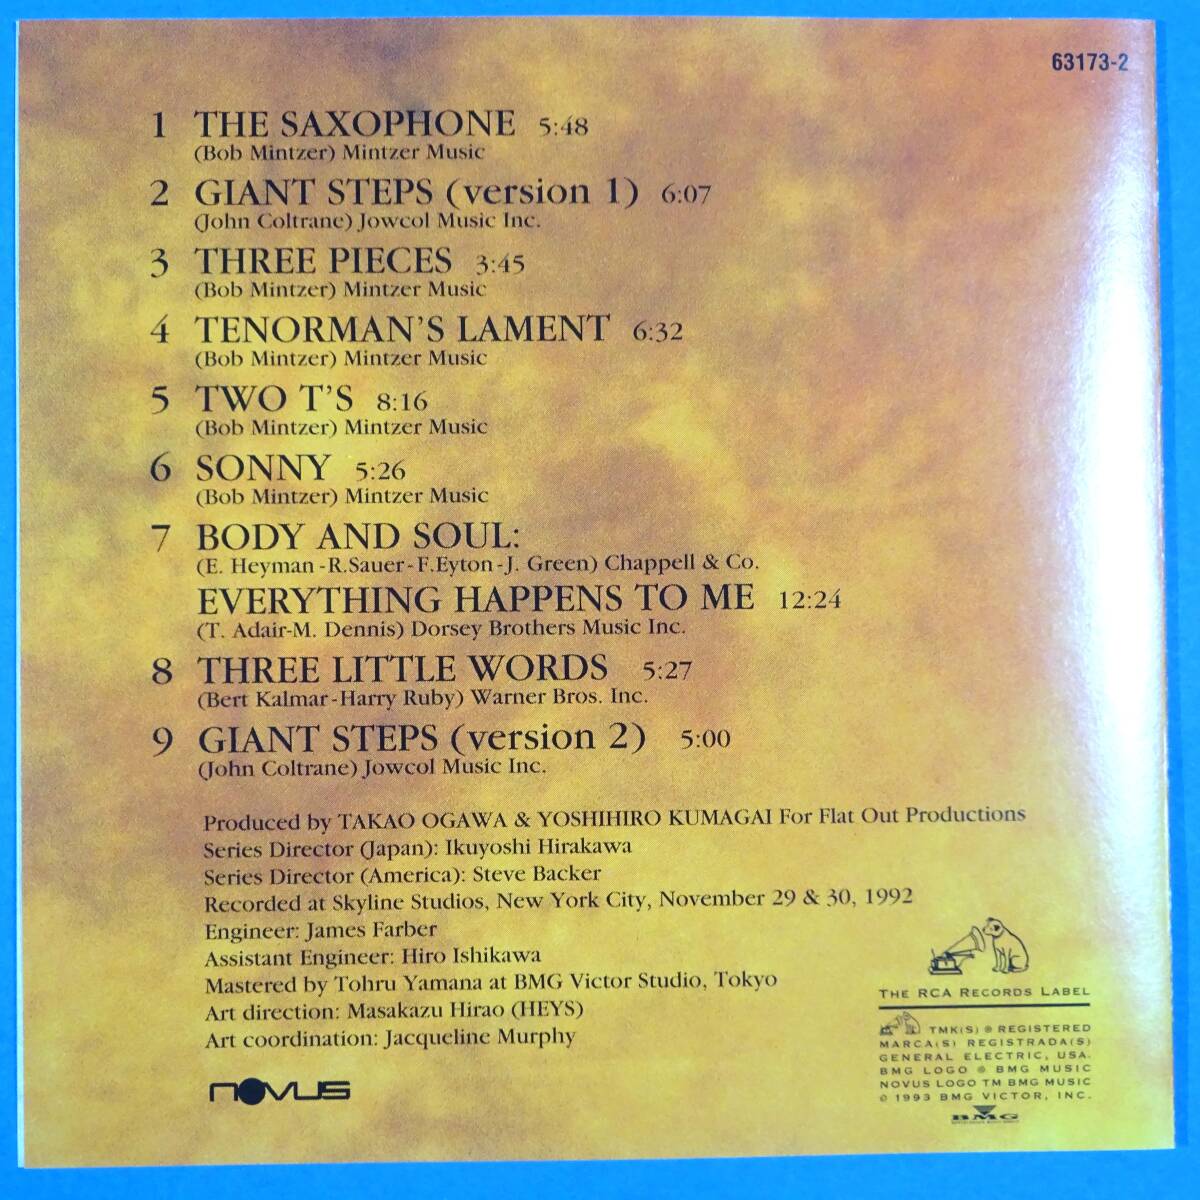 63173-2
1 THE SAXOPHONE 5:48
(Bob Mintzer) Mintzer Music
2 GIANT STEPS (version 1) 6:07
(John Coltrane) Jowcol Music Inc.
3 THREE PIECES 3:45
(Bob Mintzer) Mintzer Music
4 TENORMAN'S LAMENT 6:32
(Bob Mintzer) Mintzer Music
5 TWO T'S 8:16
(Bob Mintzer) Mintzer Music
6 SONNY 5:26
(Bob Mintzer) Mintzer Music
7 BODY AND SOUL:
(E. Heyman-R.Sauer-F.Eyton-J. Green) Chappell & Co.
EVERYTHING HAPPENS TO ME 12:24
(T. Adair-M. Dennis) Dorsey Brothers Music Inc.
8 THREE LITTLE WORDS 5:27
(Bert Kalmar-Harry Ruby) Warner Bros. Inc.
9 GIANT STEPS (version 2) 5:00
(John Coltrane) Jowcol Music Inc.
Produced by TAKAO OGAWA & YOSHIHIRO KUMAGAI For Flat Out Productions
Series Director (Japan): Ikuyoshi Hirakawa
Series Director (America): Steve Backer
Recorded at Skyline Studios, New York City, November 29 & 30, 1992
Engineer: James Farber
Assistant Engineer: Hiro Ishikawa
Mastered by Tohru Yamana at BMG Victor Studio, Tokyo
Art direction: Masakazu Hirao (HEYS)
Art coordination: Jacqueline Murphy
NOVUS
THE RCA RECORDS LABEL
TMK(S) ® REGISTERED
MARCA(S) REGISTRADA(S)
GENERAL ELECTRIC, USA.
BMG LOGO ® BMG MUSIC
NOVUS LOGO TM BMG MUSIC
© 1993 BMG VICTOR, INC.
BMG